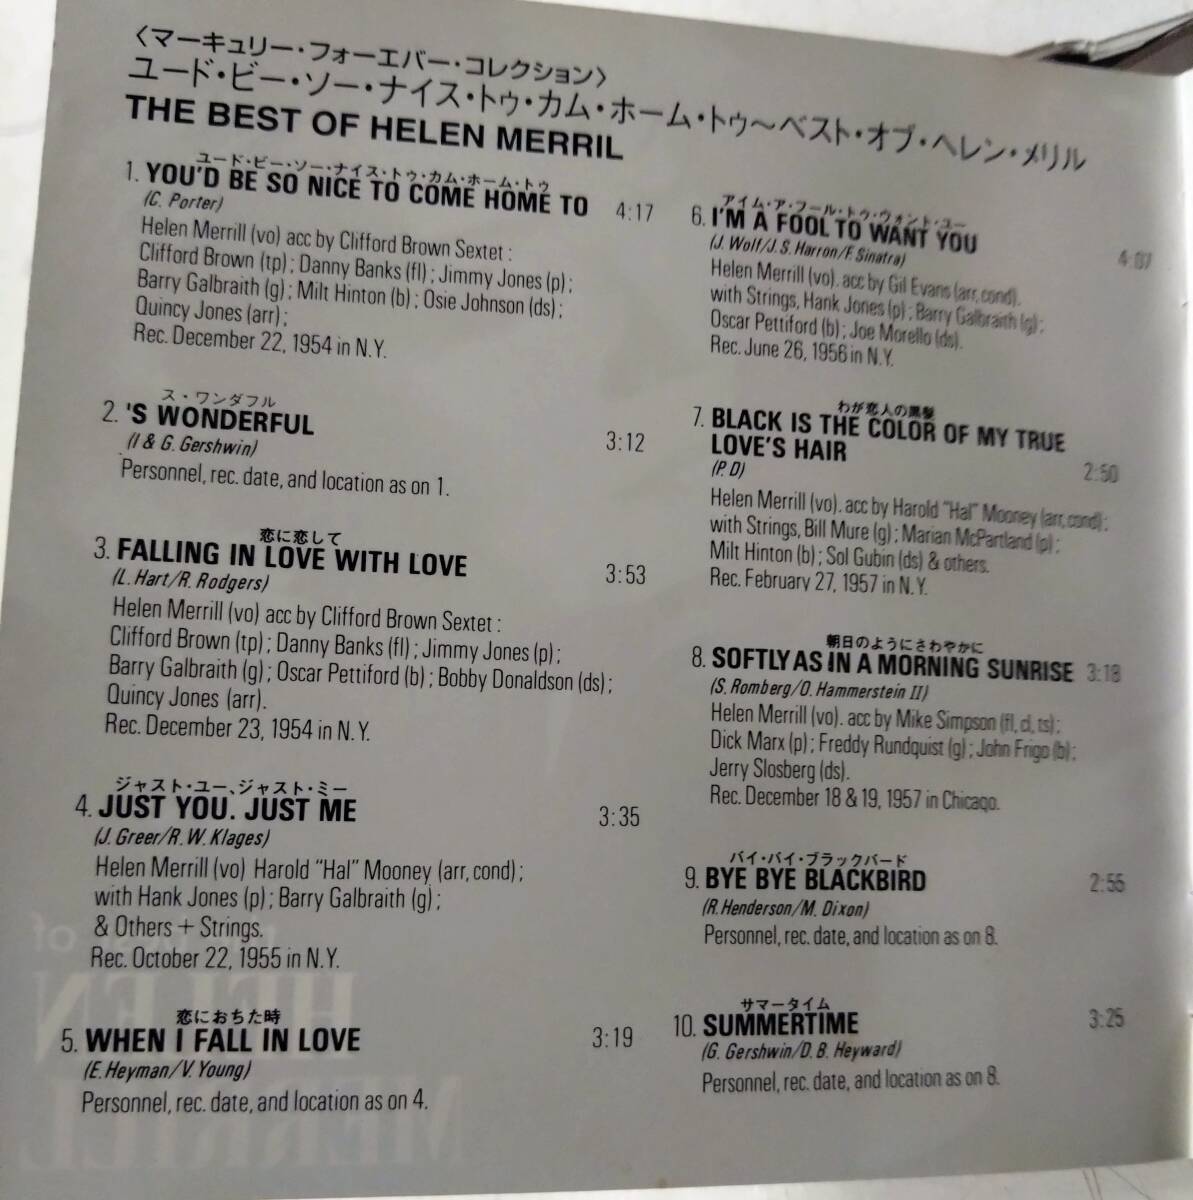 〈マーキュリー・フォーエバー・コレクション〉
ユード・ビー・ソー・ナイス・トゥ・カム・ホーム・トゥ～ベスト・オブ・ヘレン・メリル
THE BEST OF HELEN MERRIL
ユード・ビー・ソー・ナイス・トゥ・カム・ホーム・トゥ
1. YOU'D BE SO NICE TO COME HOME TO 4:17
(C. Porter)
Helen Merrill (vo) acc by Clifford Brown Sextet :
Clifford Brown (tp) ; Danny Banks (fl) ; Jimmy Jones (p) ;
Barry Galbraith (g) ; Milt Hinton (b) ; Osie Johnson (ds) ;
Quincy Jones (arr) ;
Rec. December 22, 1954 in N.Y.
ス・ワンダフル
2. 'S WONDERFUL 3:12
(I & G. Gershwin)
Personnel, rec. date, and location as on 1.
恋に恋して
3. FALLING IN LOVE WITH LOVE 3:53
(L. Hart/R. Rodgers)
Helen Merrill (vo) acc by Clifford Brown Sextet :
Clifford Brown (tp) ; Danny Banks (fl) ; Jimmy Jones (p) ;
Barry Galbraith (g) ; Oscar Pettiford (b) ; Bobby Donaldson (ds) ;
Quincy Jones (arr).
Rec. December 23, 1954 in N.Y.
ジャスト・ユー、ジャスト・ミー
4. JUST YOU. JUST ME 3:35
(J. Greer/R. W. Klages)
Helen Merrill (vo) Harold "Hal" Mooney (arr, cond) ;
with Hank Jones (p) ; Barry Galbraith (g) ;
& Others + Strings.
Rec. October 22, 1955 in N.Y.
恋におちた時
5. WHEN I FALL IN LOVE 3:19
(E. Heyman/V. Young)
Personnel, rec. date, and location as on 4.
アイム・ア・フール・トゥ・ウォント・ユー
6. I'M A FOOL TO WANT YOU 4:07
(J. Wolf/J. S. Harron/F. Sinatra)
Helen Merrill (vo). acc by Gil Evans (arr, cond).
with Strings, Hank Jones (p) ; Barry Galbraith (g) ;
Oscar Pettiford (b) ; Joe Morello (ds).
Rec. June 26, 1956 in N.Y.
わが恋人の黒髪
7. BLACK IS THE COLOR OF MY TRUE
LOVE'S HAIR 2:50
(P. D)
Helen Merrill (vo). acc by Harold "Hal" Mooney (arr, cond) ;
with Strings, Bill Mure (g) ; Marian McPartland (p) ;
Milt Hinton (b) ; Sol Gubin (ds) & others.
Rec. February 27, 1957 in N.Y.
朝日のようにさわやかに
8. SOFTLY AS IN A MORNING SUNRISE 3:18
(S. Romberg/O. Hammerstein II)
Helen Merrill (vo). acc by Mike Simpson (fl, cl, ts) ;
Dick Marx (p) ; Freddy Rundquist (g) ; John Frigo (b) ;
Jerry Slosberg (ds).
Rec. December 18 & 19, 1957 in Chicago.
バイ・バイ・ブラックバード
9. BYE BYE BLACKBIRD 2:55
(R. Henderson/M. Dixon)
Personnel, rec. date, and location as on 8.
サマータイム
10. SUMMERTIME 3:25
(G. Gershwin/D. B. Heyward)
Personnel, rec. date, and location as on 8.